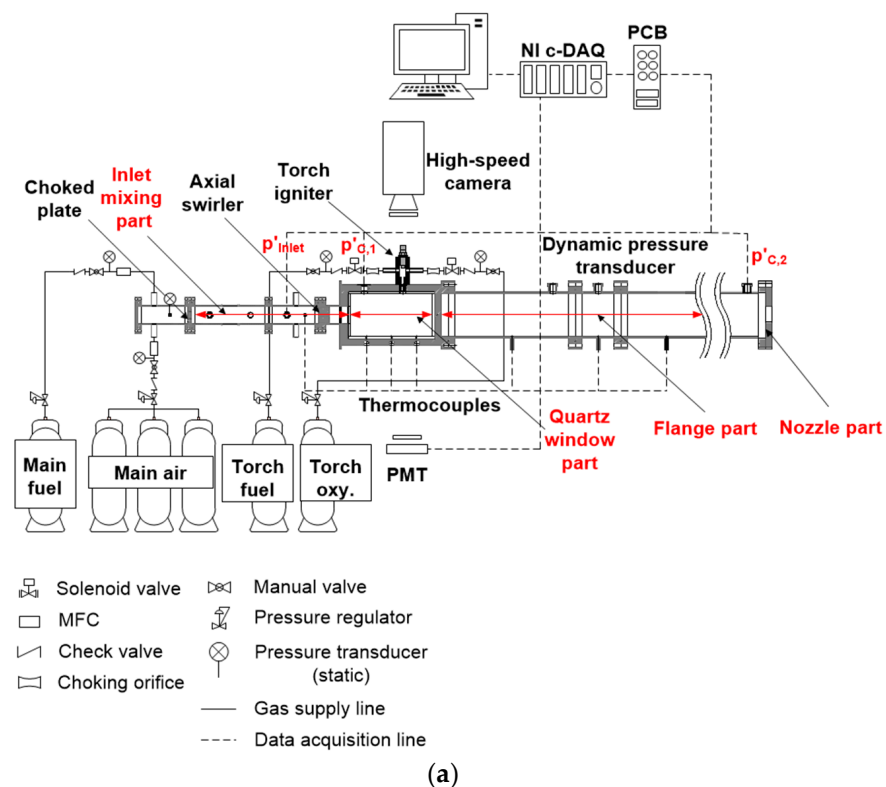 PCB
NI c-DAQ
High-speed
camera
Torch
igniter
Axial
swirler
Inlet
mixing
part
Choked
plate
p'Inlet
p'C,1
Dynamic pressure
transducer
p'C,2
Thermocouples
Quartz
window
part
Flange part
Nozzle part
PMT
Main
fuel
Main air
Torch
fuel
Torch
oxy.
Solenoid valve
MFC
Check valve
Choking orifice
Manual valve
Pressure regulator
Pressure transducer
(static)
Gas supply line
Data acquisition line
(a)